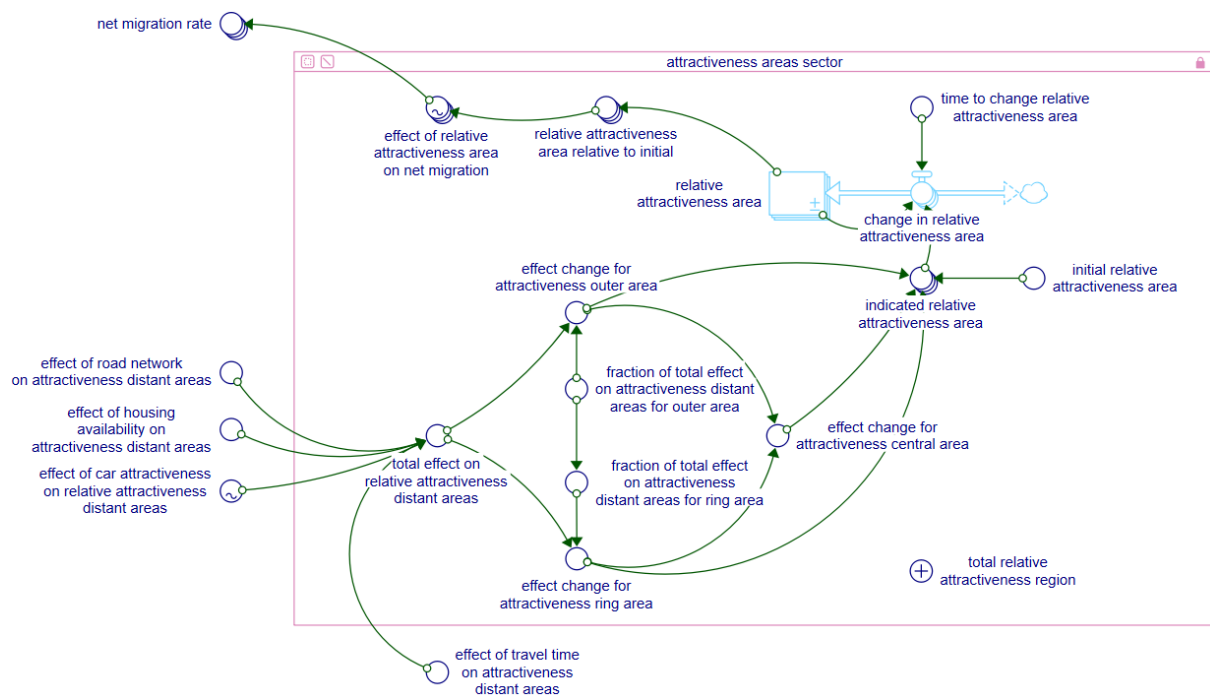 net migration rate
attractiveness areas sector
time to change relative
attractiveness area
effect of relative
attractiveness area
on net migration
relative attractiveness
area relative to initial
relative
attractiveness area
change in relative
attractiveness area
effect change for
attractiveness outer area
initial relative
attractiveness area
indicated relative
attractiveness area
effect of road network
on attractiveness distant areas
fraction of total effect
on attractiveness distant
areas for outer area
effect of housing
availability on
attractiveness distant areas
effect change for
attractiveness central area
total effect on
relative attractiveness
distant areas
fraction of total effect
on attractiveness
distant areas for ring area
effect of car attractiveness
on relative attractiveness
distant areas
effect change for
attractiveness ring area
total relative
attractiveness region
effect of travel time
on attractiveness
distant areas